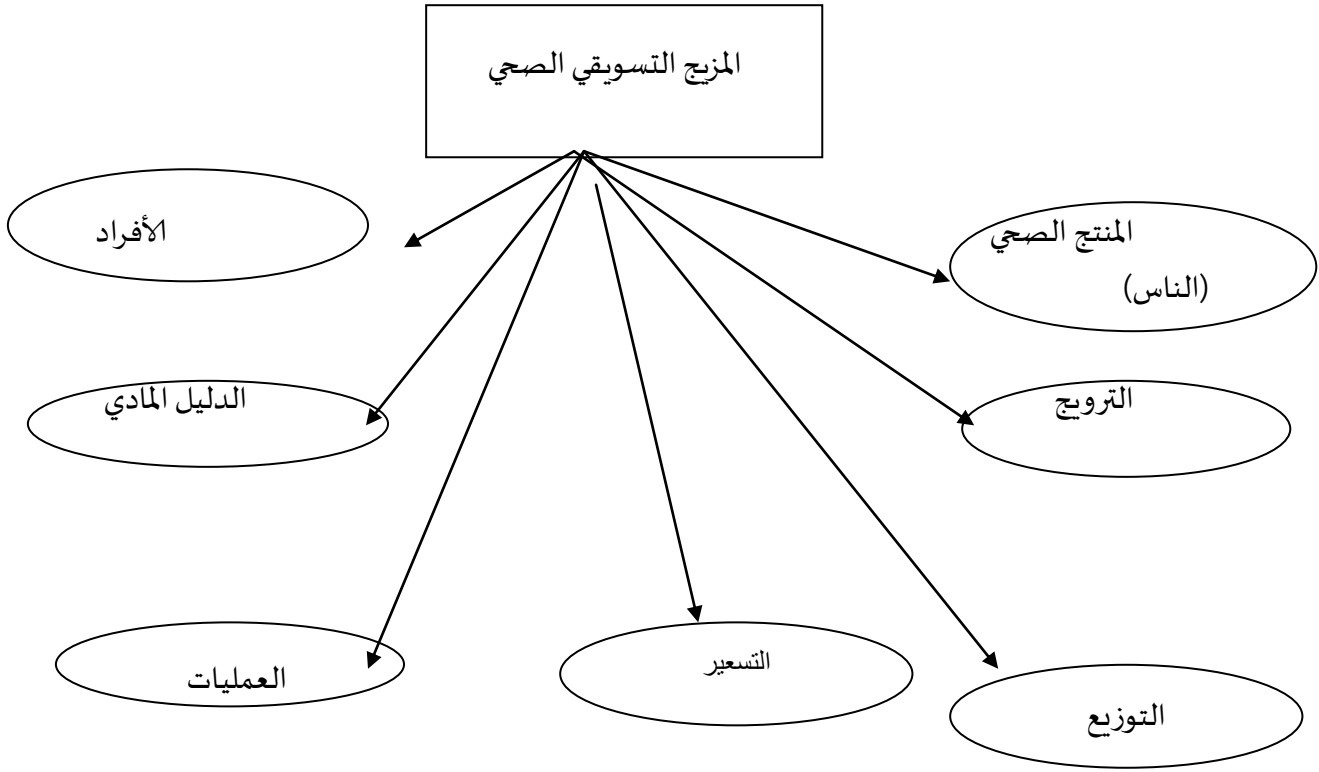 المزيج التسويقي الصحي
المنتج الصحي
(الناس)
الأفراد
الترويج
الدليل المادي
التوزيع
التسعير
العمليات